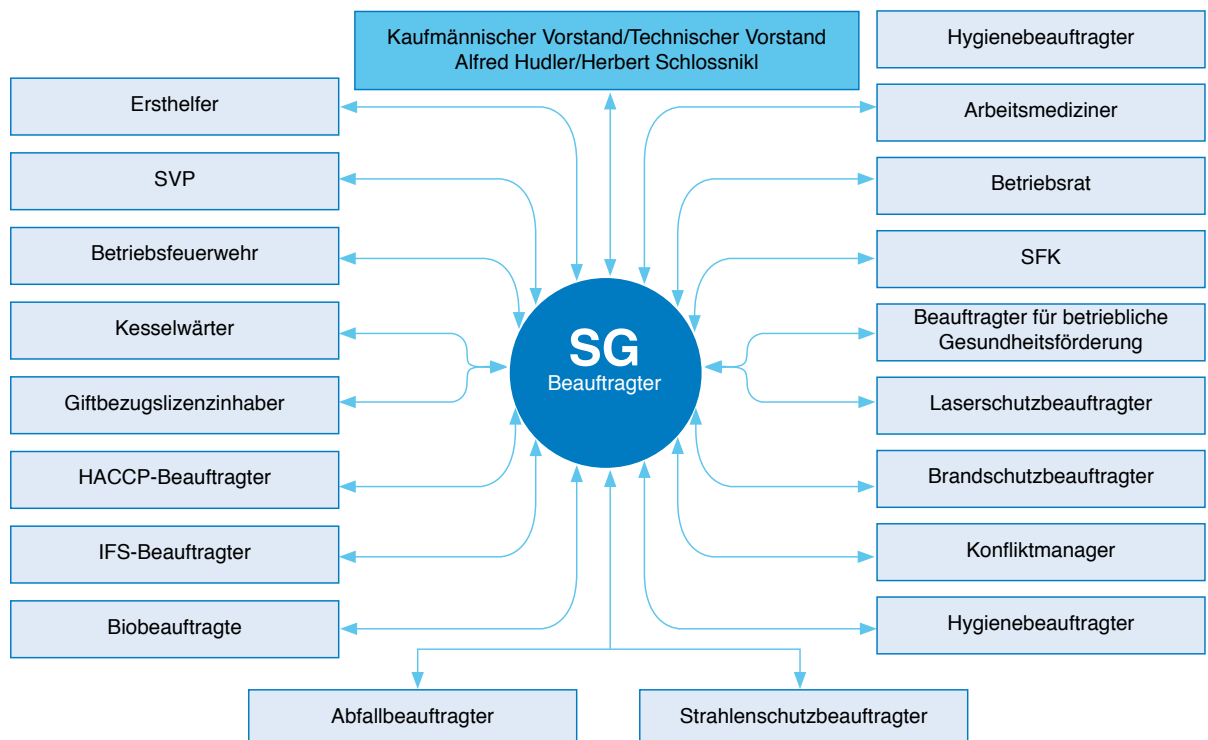 Kaufmännischer Vorstand/Technischer Vorstand
Alfred Hudler/Herbert Schlossnikl
Hygienebeauftragter
Ersthelfer
Arbeitsmediziner
SVP
Betriebsrat
Betriebsfeuerwehr
SFK
Kesselwärter
Beauftragter für betriebliche
Gesundheitsförderung
SG
Beauftragter
Giftbezugslizenzinhaber
Laserschutzbeauftragter
HACCP-Beauftragter
Brandschutzbeauftragter
IFS-Beauftragter
Konfliktmanager
Biobeauftragte
Hygienebeauftragter
Abfallbeauftragter
Strahlenschutzbeauftragter